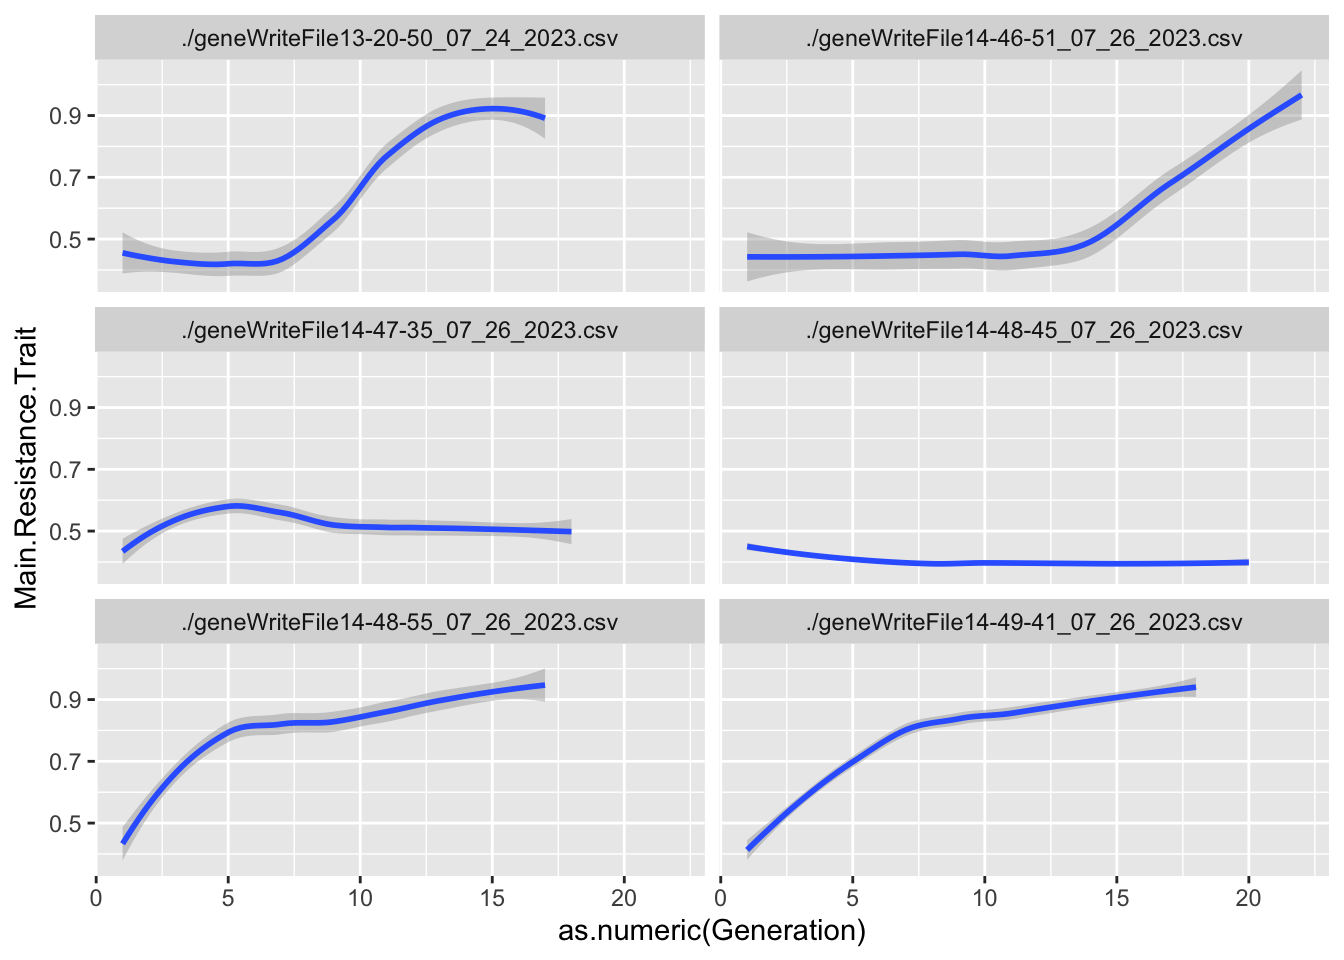 ./geneWriteFile13-20-50_07_24_2023.csv
./geneWriteFile14-46-51_07_26_2023.csv
0.9
0.7
0.5
./geneWriteFile14-47-35_07_26_2023.csv
./geneWriteFile14-48-45_07_26_2023.csv
0.9
0.7
0.5
./geneWriteFile14-48-55_07_26_2023.csv
./geneWriteFile14-49-41_07_26_2023.csv
0.9
0.7
0.5
Main.Resistance.Trait
0 5 10 15 20
0 5 10 15 20
as.numeric(Generation)